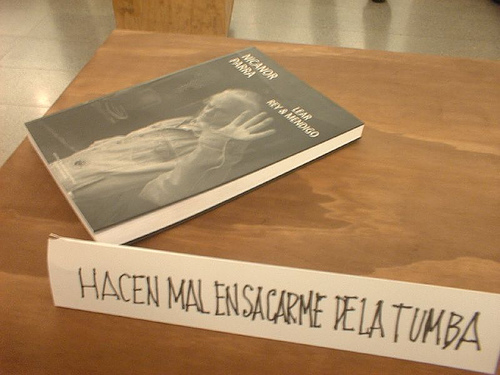 NICANOR
PARRA
LEAR
REY & MENDIGO
HACEN MAL EN SACARME DE LA TUMBA